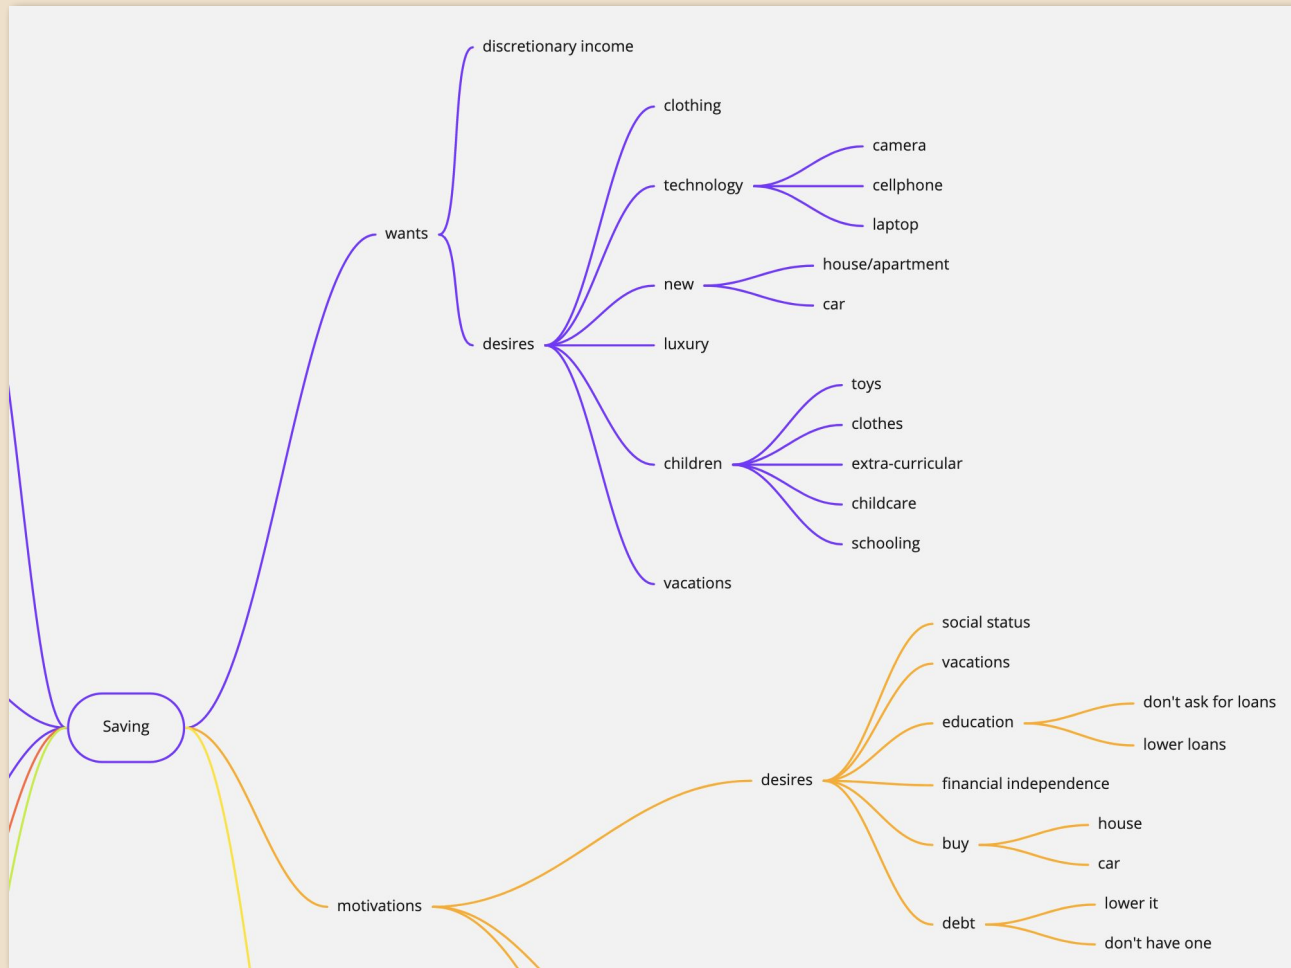 discretionary income
clothing
camera
technology
cellphone
laptop
wants
house/apartment
new
car
desires
luxury
toys
clothes
children
extra-curricular
childcare
schooling
vacations
social status
vacations
don't ask for loans
education
Saving
lower loans
desires
financial independence
house
buy
car
motivations
lower it
debt
don't have one